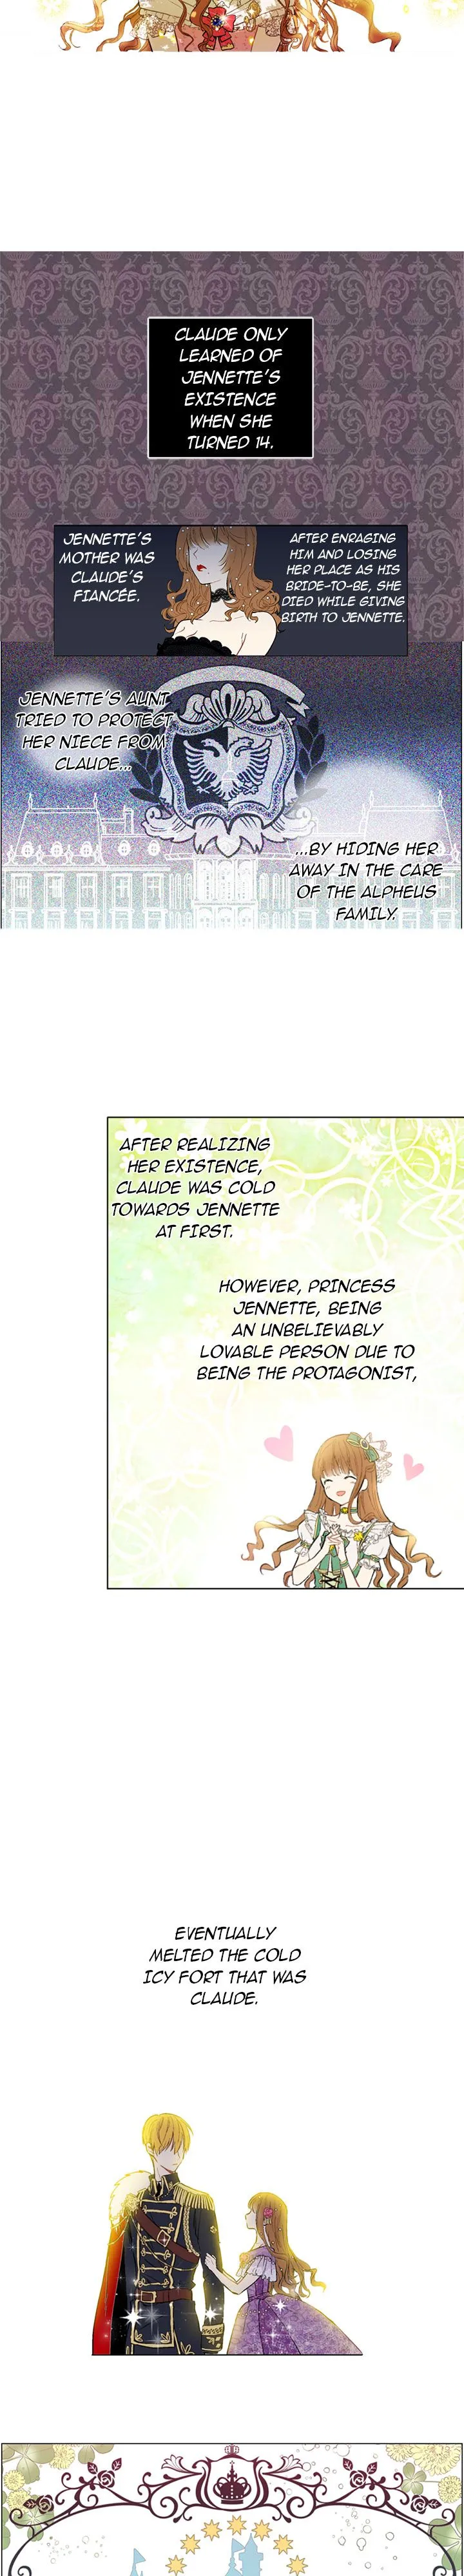 CLAUDE ONLY
LEARNED OF
JENNETTE'S
EXISTENCE
WHEN SHE
TURNED 14.
JENNETTE'S
MOTHER WAS
CLAUDE'S
FIANCÉE.
AFTER ENRAGING
HIM AND LOSING
HER PLACE AS HIS
BRIDE-TO-BE, SHE
DIED WHILE GIVING
BIRTH TO JENNETTE.
JENNETTE'S AUNT
TRIED TO PROTECT
HER NIECE FROM
CLAUDE...
...BY HIDING HER
AWAY IN THE CARE
OF THE ALPHEUS
FAMILY.
AFTER REALIZING
HER EXISTENCE,
CLAUDE WAS COLD
TOWARDS JENNETTE
AT FIRST.
HOWEVER, PRINCESS
JENNETTE, BEING
AN UNBELIEVABLY
LOVABLE PERSON DUE TO
BEING THE PROTAGONIST,
EVENTUALLY
MELTED THE COLD
ICY FORT THAT WAS
CLAUDE.